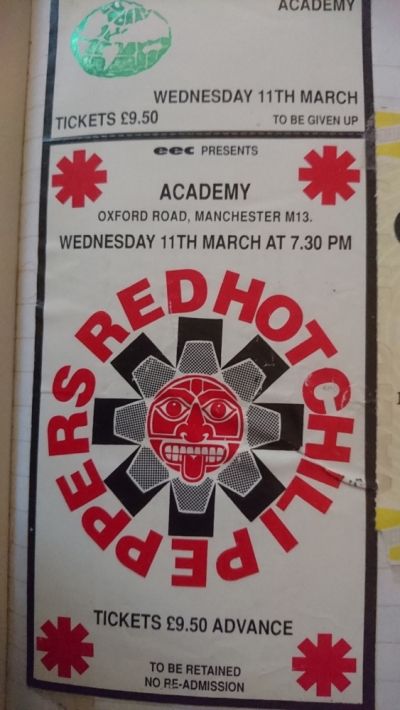 ACADEMY
WEDNESDAY 11TH MARCH
TICKETS £9.50
TO BE GIVEN UP
eec PRESENTS
ACADEMY
OXFORD ROAD, MANCHESTER M13.
WEDNESDAY 11TH MARCH AT 7.30 PM
RED HOT CHILI PEPPERS
TICKETS £9.50 ADVANCE
TO BE RETAINED
NO RE-ADMISSION